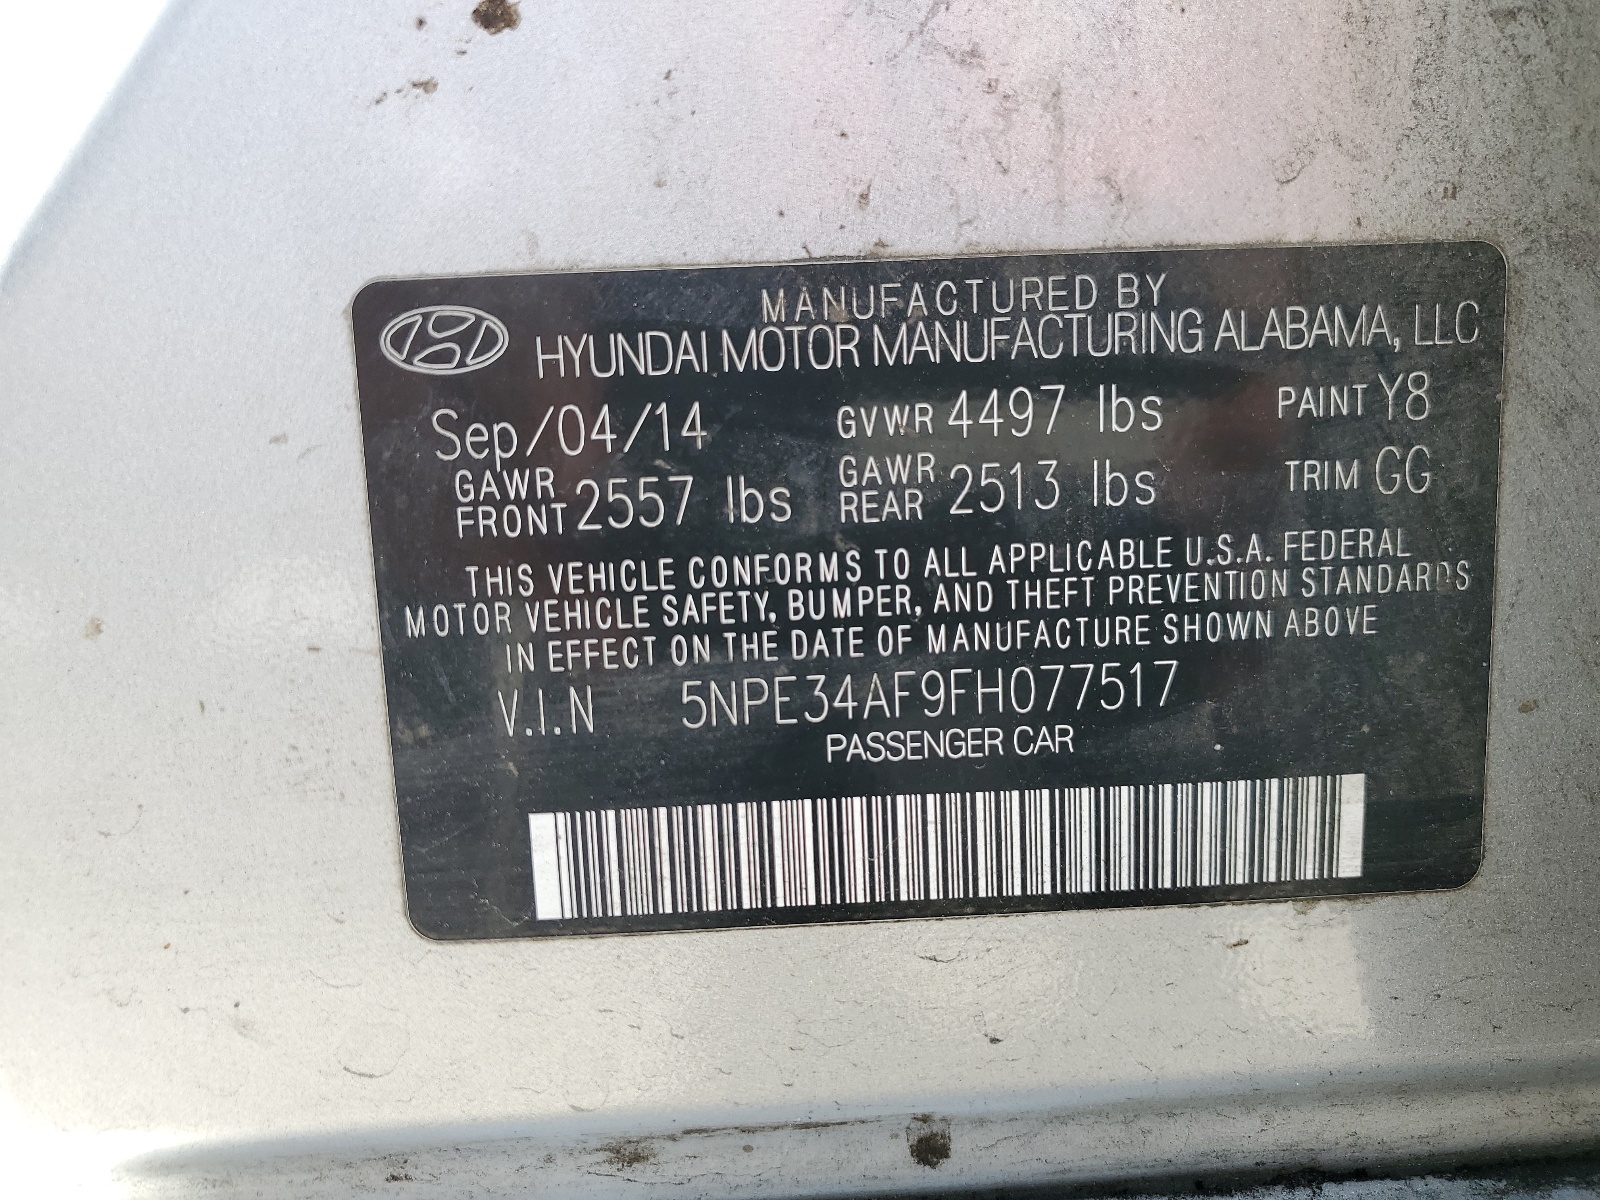 MANUFACTURED BY
HYUNDAI MOTOR MANUFACTURING ALABAMA, LLC
Sep/04/14 GVWR 4497 lbs PAINT Y8
GAWR FRONT 2557 lbs GAWR REAR 2513 lbs TRIM GG
THIS VEHICLE CONFORMS TO ALL APPLICABLE U.S.A. FEDERAL
MOTOR VEHICLE SAFETY, BUMPER, AND THEFT PREVENTION STANDARDS
IN EFFECT ON THE DATE OF MANUFACTURE SHOWN ABOVE
V.I.N 5NPE34AF9FH077517
PASSENGER CAR